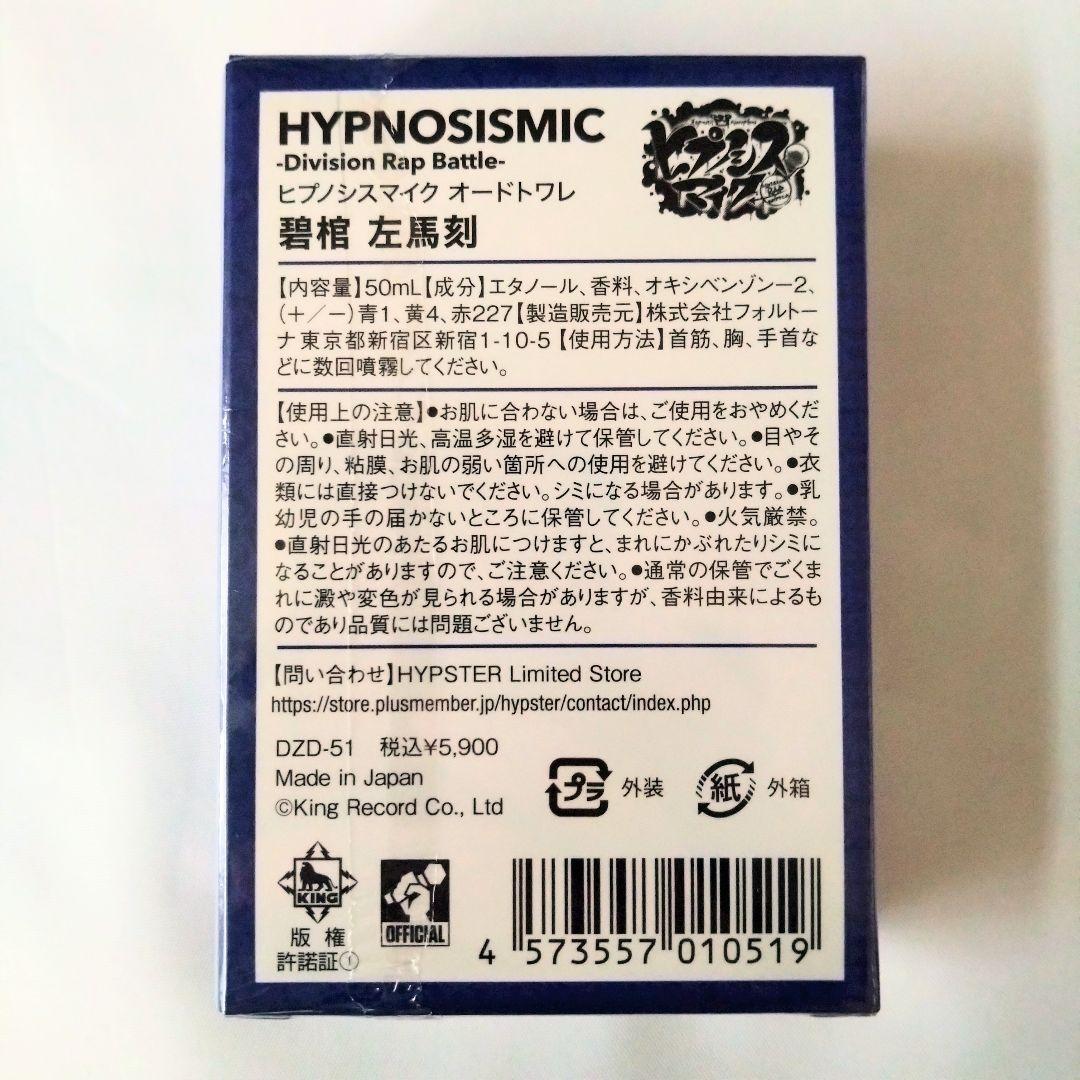 HYPNOSISMIC
-Division Rap Battle-
ヒプノシスマイク オードトワレ
碧棺 左馬刻
ヒプノシス
マイク
【内容量】50mL【成分】エタノール、香料、オキシベンゾン－2、
(＋／－)青1、黄4、赤227【製造販売元】株式会社フォルトー
ナ東京都新宿区新宿1-10-5【使用方法】首筋、胸、手首な
どに数回噴霧してください。
【使用上の注意】●お肌に合わない場合は、ご使用をおやめくだ
さい。●直射日光、高温多湿を避けて保管してください。●目やそ
の周り、粘膜、お肌の弱い箇所への使用を避けてください。●衣
類には直接つけないでください。シミになる場合があります。●乳
幼児の手の届かないところに保管してください。●火気厳禁。
●直射日光のあたるお肌につけますと、まれにかぶれたりシミに
なることがありますので、ご注意ください。●通常の保管でごくま
れに澱や変色が見られる場合がありますが、香料由来によるも
のであり品質には問題ございません。
【問い合わせ】HYPSTER Limited Store
https://store.plusmember.jp/hypster/contact/index.php
DZD-51 税込¥5,900
Made in Japan
©King Record Co., Ltd
プラ 外装
紙 外箱
KING
版権
許諾証①
OFFICIAL
4 573557 010519